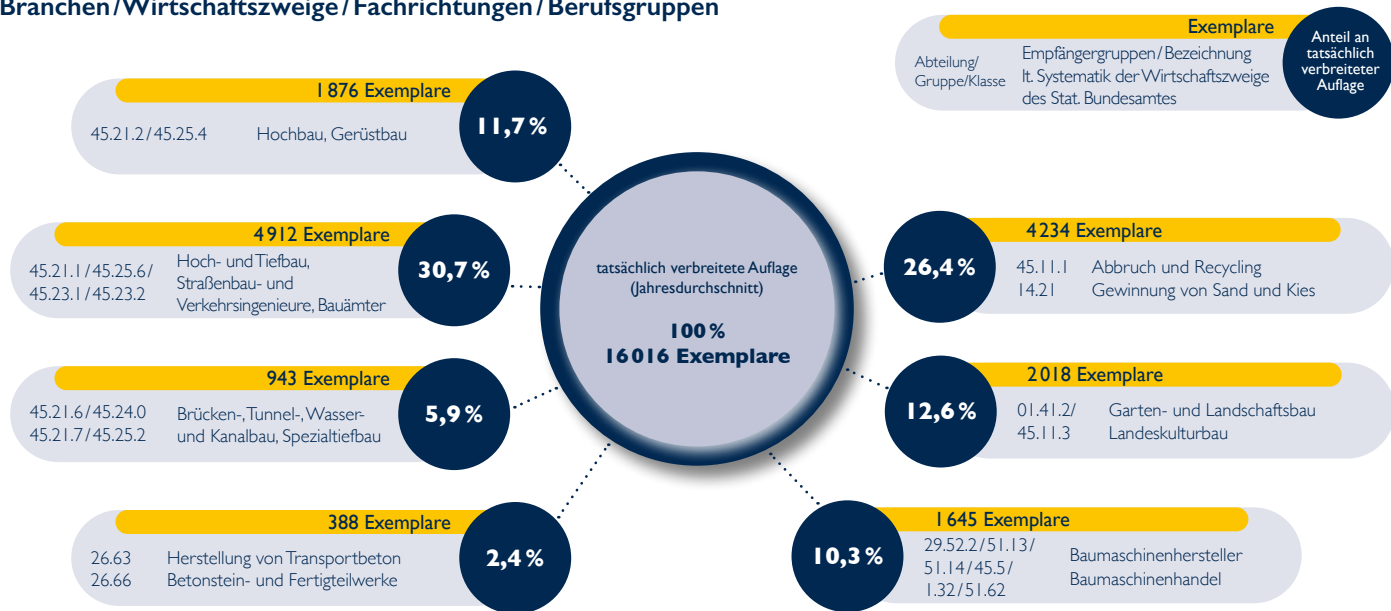 Branchen/Wirtschaftszweige/Fachrichtungen/Berufsgruppen
Exemplare
Abteilung/
Gruppe/Klasse
Empfängergruppen/Bezeichnung
lt. Systematik der Wirtschaftszweige
des Stat. Bundesamtes
Anteil an
tatsächlich
verbreiteter
Auflage
1876 Exemplare
45.21.2/45.25.4 Hochbau, Gerüstbau
11,7%
4912 Exemplare
45.21.1/45.25.6/
45.23.1/45.23.2
Hoch- und Tiefbau,
Straßenbau- und
Verkehrsingenieure, Bauämter
30,7%
943 Exemplare
45.21.6/45.24.0 Brücken-, Tunnel-, Wasser-
45.21.7/45.25.2 und Kanalbau, Spezialtiefbau
5,9%
388 Exemplare
26.63 Herstellung von Transportbeton
26.66 Betonstein- und Fertigteilwerke
2,4%
tatsächlich verbreitete Auflage
(Jahresdurchschnitt)
100%
16016 Exemplare
4234 Exemplare
26,4%
45.11.1 Abbruch und Recycling
14.21 Gewinnung von Sand und Kies
2018 Exemplare
12,6%
01.41.2/ Garten- und Landschaftsbau
45.11.3 Landeskulturbau
1645 Exemplare
10,3%
29.52.2/51.13/
51.14/45.5/
1.32/51.62
Baumaschinenhersteller
Baumaschinenhandel